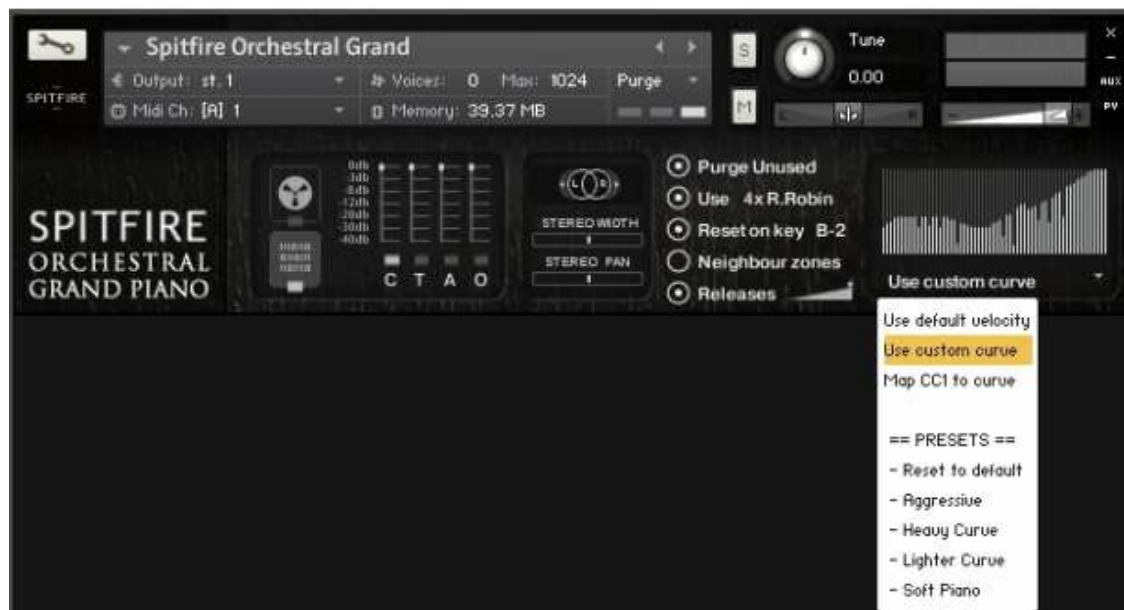 Spitfire Orchestral Grand
S
Tune
×
Output: st. 1
Voices: 0 Max: 1024
Purge
0.00
–
SPITFIRE
AUX
Midi Ch: [A] 1
Memory: 39.37 MB
M
L
R
– +
PV
SPITFIRE
ORCHESTRAL
GRAND PIANO
0db
3db
-8db
-12db
-20db
-30db
-40db
C T A O
L S
STEREO WIDTH
STEREO PAN
Purge Unused
Use 4x R.Robin
Reset on key B-2
Neighbour zones
Releases
Use custom curve
Use default velocity
Use custom curve
Map CC1 to curve
== PRESETS ==
- Reset to default
- Aggressive
- Heavy Curve
- Lighter Curve
- Soft Piano